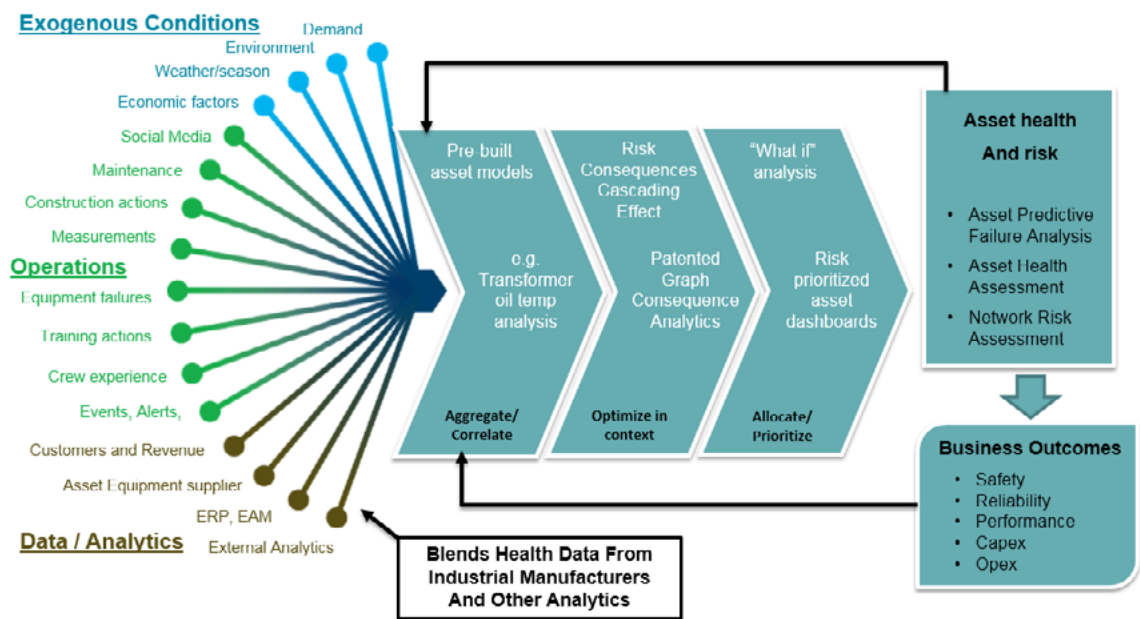 Exogenous Conditions
Demand
Environment
Weather/season
Economic factors
Social Media
Maintenance
Construction actions
Measurements
Operations
Equipment failures
Training actions
Crew experience
Events, Alerts,
Customers and Revenue
Asset Equipment supplier
ERP, EAM
Data / Analytics
External Analytics
Blends Health Data From
Industrial Manufacturers
And Other Analytics
Pre-built
asset models
e.g.
Transformer
oil temp
analysis
Aggregate/
Correlate
Risk
Consequences
Cascading
Effect
Patented
Graph
Consequence
Analytics
Optimize in
context
“What if”
analysis
Risk
prioritized
asset
dashboards
Allocate/
Prioritize
Asset health
And risk
• Asset Predictive
Failure Analysis
• Asset Health
Assessment
• Network Risk
Assessment
Business Outcomes
• Safety
• Reliability
• Performance
• Capex
• Opex